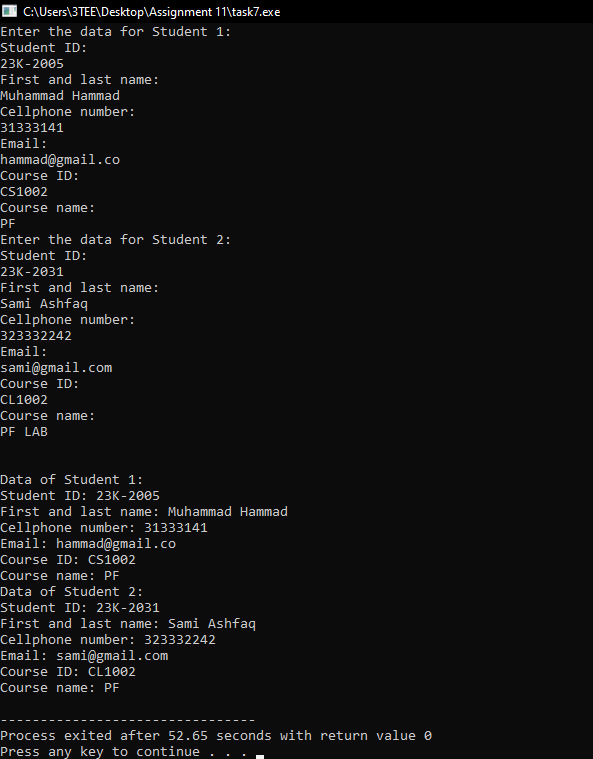 C:\Users\3TEE\Desktop\Assignment 11\task7.exe
Enter the data for Student 1:
Student ID:
23K-2005
First and last name:
Muhammad Hammad
Cellphone number:
31333141
Email:
hammad@gmail.co
Course ID:
CS1002
Course name:
PF
Enter the data for Student 2:
Student ID:
23K-2031
First and last name:
Sami Ashfaq
Cellphone number:
323332242
Email:
sami@gmail.com
Course ID:
CL1002
Course name:
PF LAB
Data of Student 1:
Student ID: 23K-2005
First and last name: Muhammad Hammad
Cellphone number: 31333141
Email: hammad@gmail.co
Course ID: CS1002
Course name: PF
Data of Student 2:
Student ID: 23K-2031
First and last name: Sami Ashfaq
Cellphone number: 323332242
Email: sami@gmail.com
Course ID: CL1002
Course name: PF
--------------------------------
Process exited after 52.65 seconds with return value 0
Press any key to continue . . .